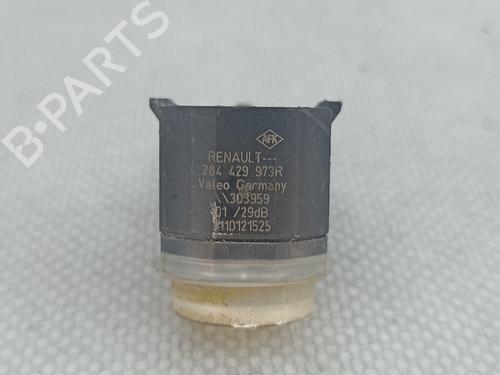 B-PARTS
AFK
RENAULT---
284 429 973R
Valeo Germany
\\303959
01 /29dB
110121525